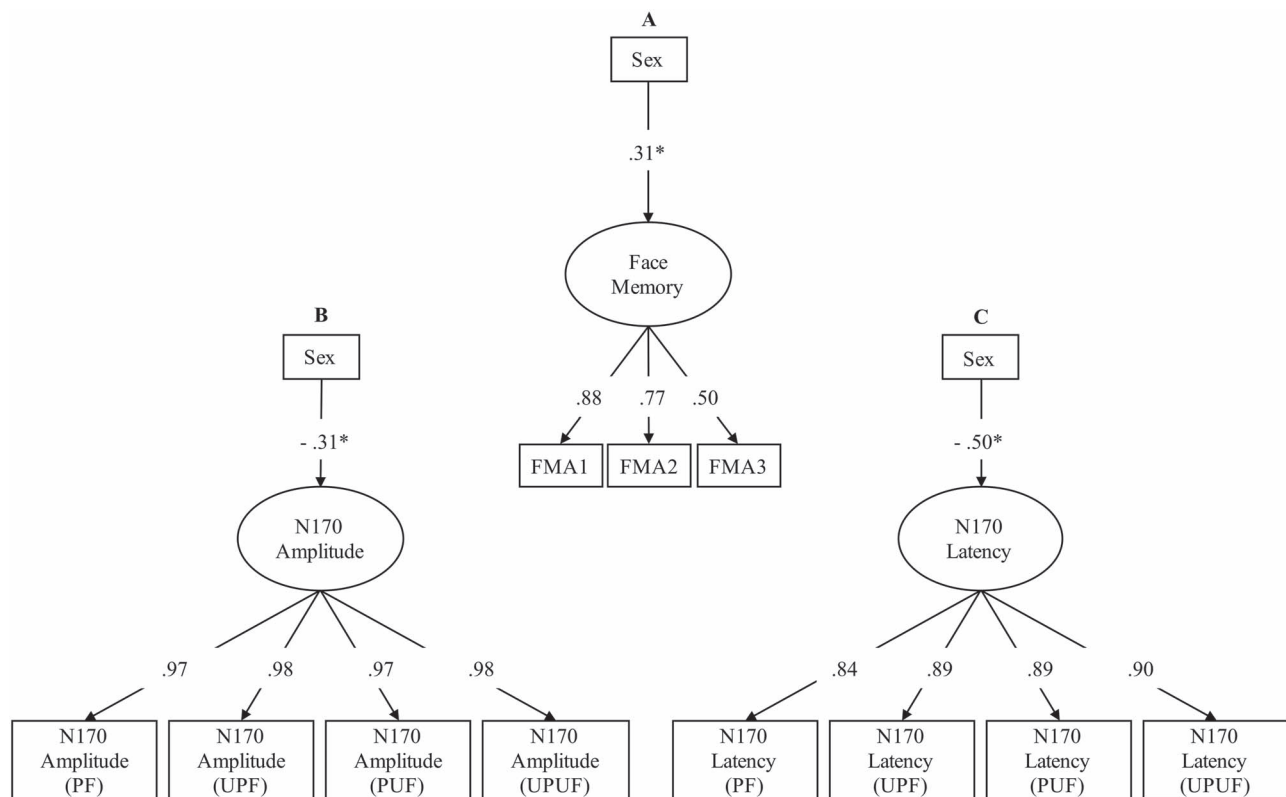 A
Sex
.31*
Face
Memory
.88 .77 .50
FMA1 FMA2 FMA3
B
Sex
- .31*
N170
Amplitude
.97 .98 .97 .98
N170
Amplitude
(PF)
N170
Amplitude
(UPF)
N170
Amplitude
(PUF)
N170
Amplitude
(UPUF)
C
Sex
- .50*
N170
Latency
.84 .89 .89 .90
N170
Latency
(PF)
N170
Latency
(UPF)
N170
Latency
(PUF)
N170
Latency
(UPUF)